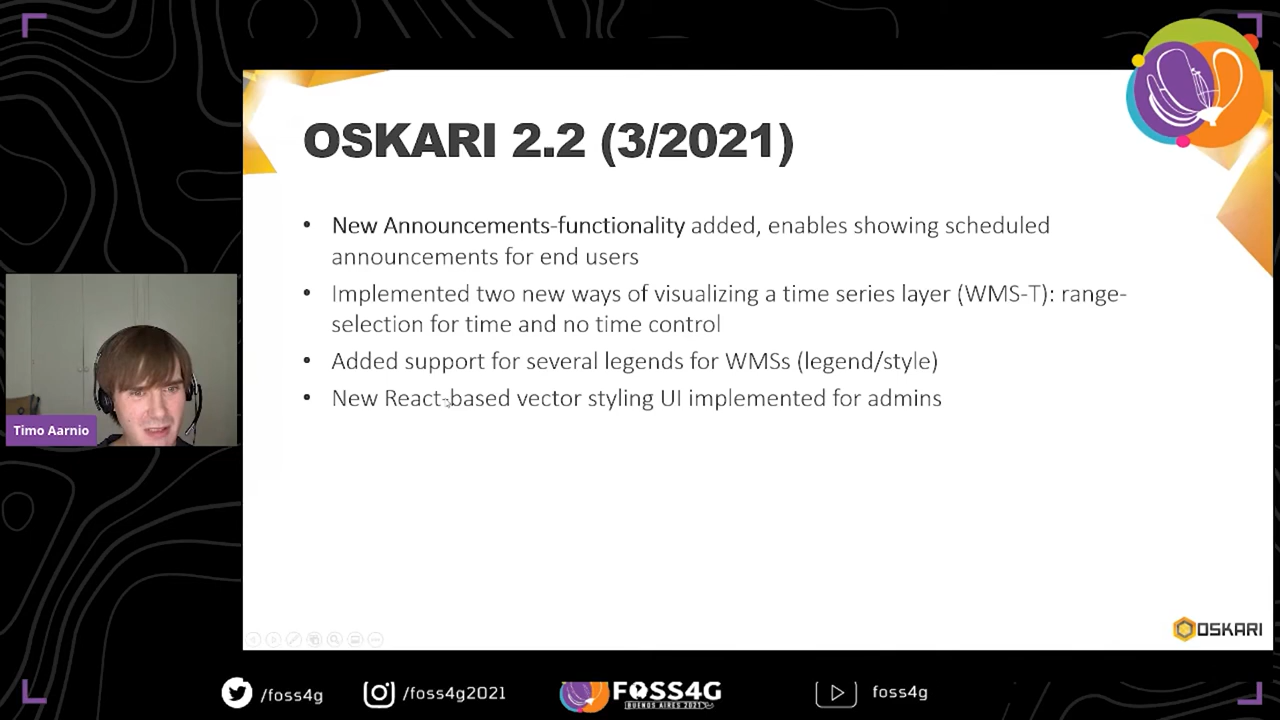 OSKARI 2.2 (3/2021)
• New Announcements-functionality added, enables showing scheduled
announcements for end users
• Implemented two new ways of visualizing a time series layer (WMS-T): range-
selection for time and no time control
• Added support for several legends for WMSs (legend/style)
• New React-based vector styling UI implemented for admins
Timo Aarnio
OSKARI
/foss4g
/foss4g2021
FOSS4G
BUENOS AIRES 2021
foss4g